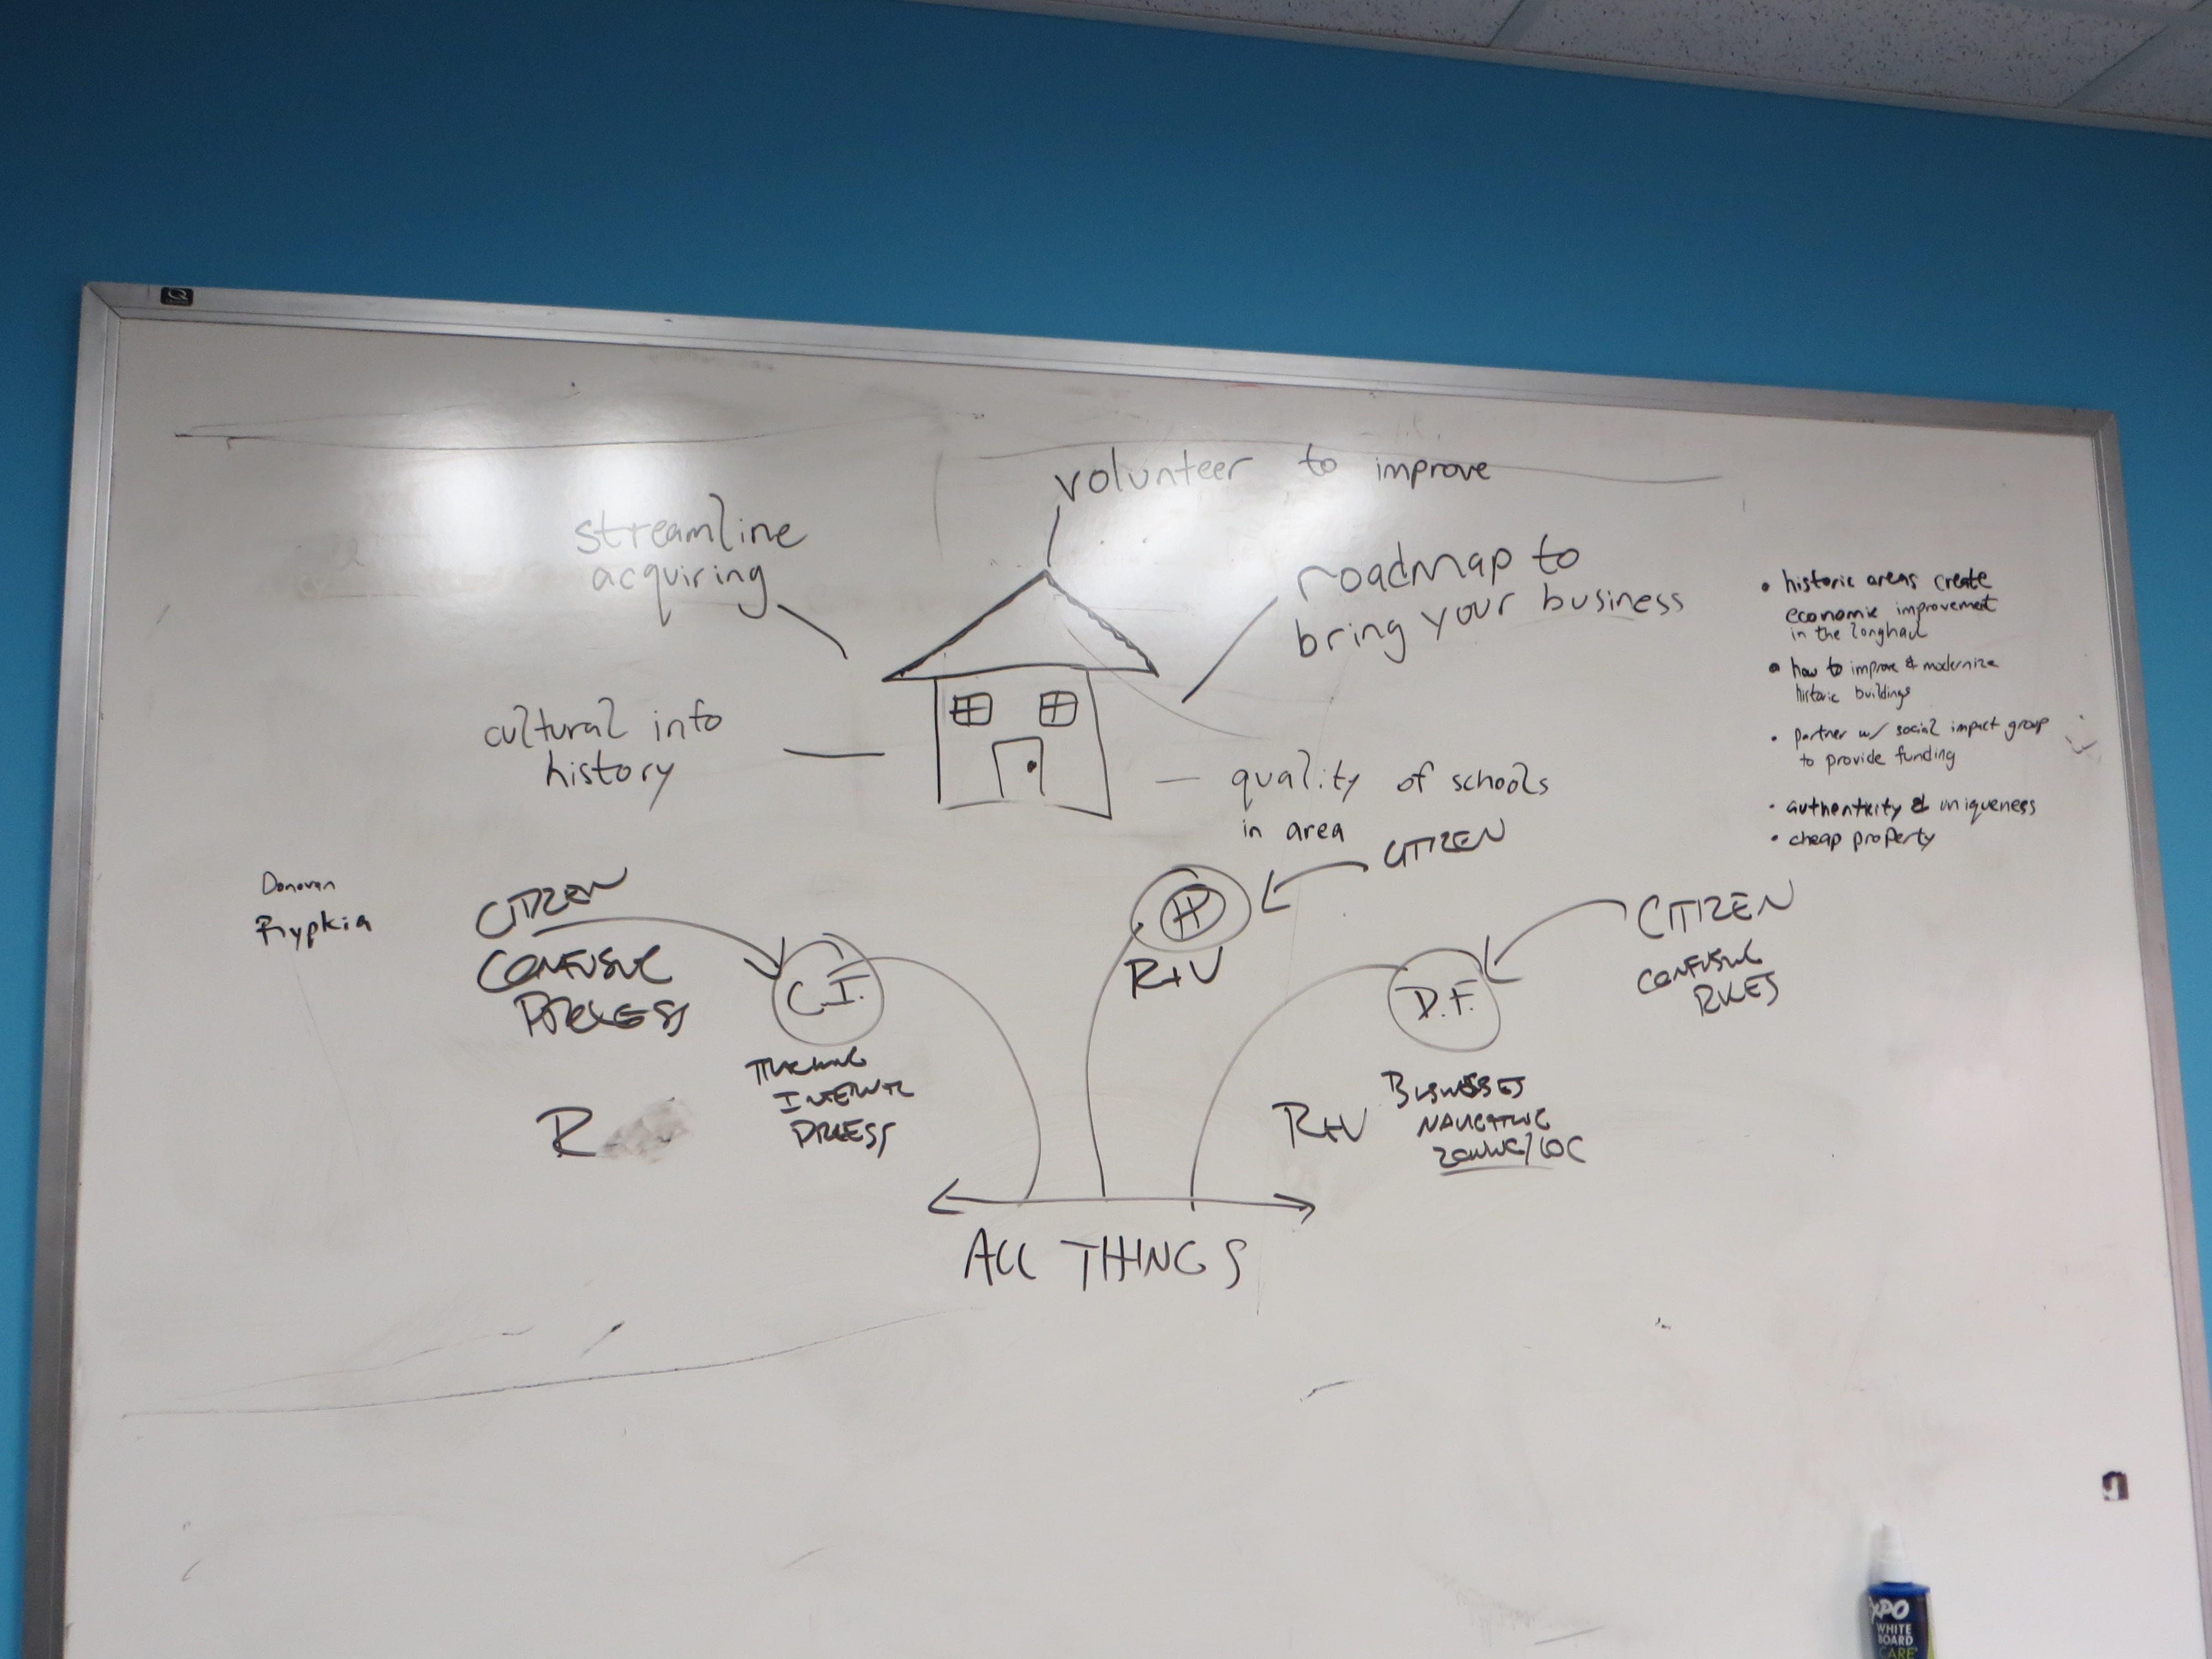 volunteer to improve
streamline
acquiring
roadmap to
bring your business
cultural info
history
quality of schools
in area
• historic areas create
economic improvement
in the longhaul
• how to improve & modernize
historic buildings
• partner w/ social impact group
to provide funding
• authenticity & uniqueness
• cheap property
Donovan
Rypkia
CITIZEN
CONFUSING
PROCESS
C.I.
TRACKING
INTERNAL
PROCESS
R
CITIZEN
H
R+V
CITIZEN
CONFUSING
RULES
D.F.
R+V
BUSINESSES
NAVIGATING
ZONING/LOC
ALL THINGS
EXPO
WHITE
BOARD
CARE